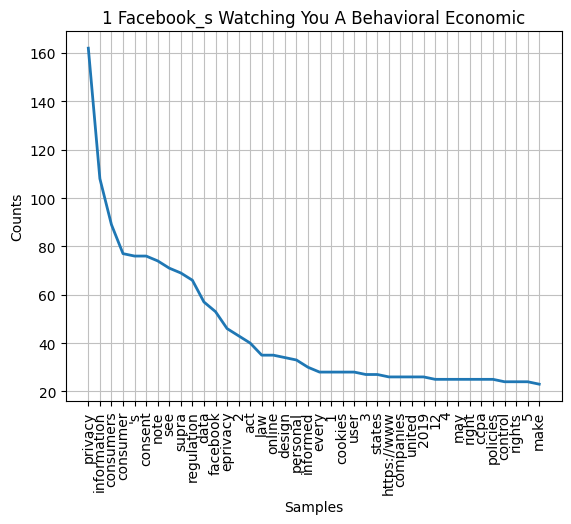 1 Facebook_s Watching You A Behavioral Economic
160
140
120
100
80
60
40
20
Counts
privacy
information
consumers
consumer
's
consent
note
see
supra
regulation
data
facebook
eprivacy
2
act
law
online
design
personal
informed
every
1
cookies
user
3
states
https://www
companies
united
2019
12
4
may
right
ccpa
policies
control
rights
5
make
Samples